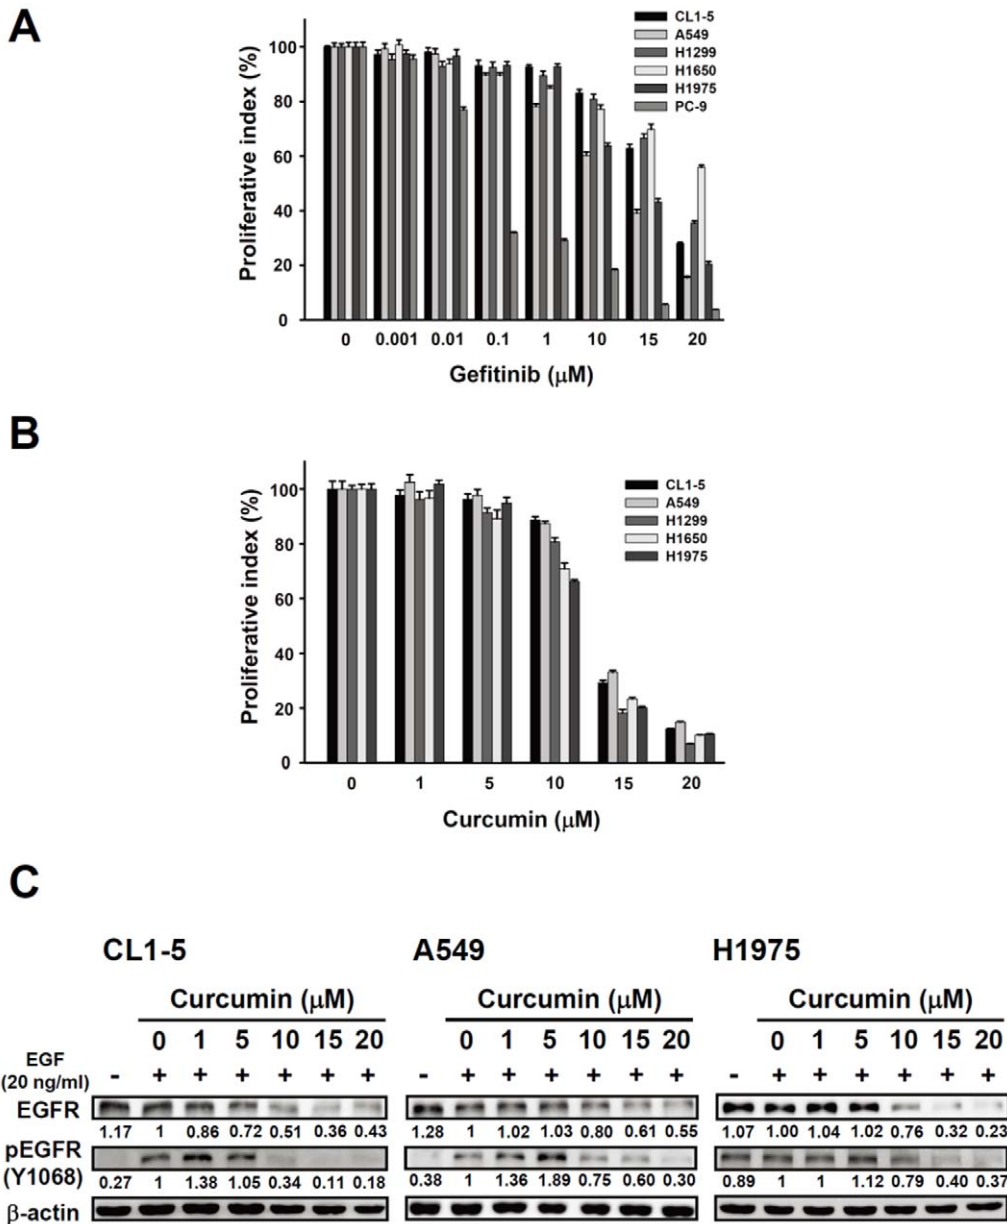 A
CL1-5
A549
H1299
H1650
H1975
PC-9
Proliferative index (%)
100
80
60
40
20
0
0 0.001 0.01 0.1 1 10 15 20
Gefitinib (μM)
B
CL1-5
A549
H1299
H1650
H1975
Proliferative index (%)
100
80
60
40
20
0
0 1 5 10 15 20
Curcumin (μM)
C
CL1-5 A549 H1975
Curcumin (μM) Curcumin (μM) Curcumin (μM)
0 1 5 10 15 20 0 1 5 10 15 20 0 1 5 10 15 20
EGF
(20 ng/ml) - + + + + + + - + + + + + + - + + + + + +
EGFR
1.17 1 0.86 0.72 0.51 0.36 0.43 1.28 1 1.02 1.03 0.80 0.61 0.55 1.07 1.00 1.04 1.02 0.76 0.32 0.23
pEGFR
(Y1068)
0.27 1 1.38 1.05 0.34 0.11 0.18 0.38 1 1.36 1.89 0.75 0.60 0.30 0.89 1 1 1.12 0.79 0.40 0.37
β-actin